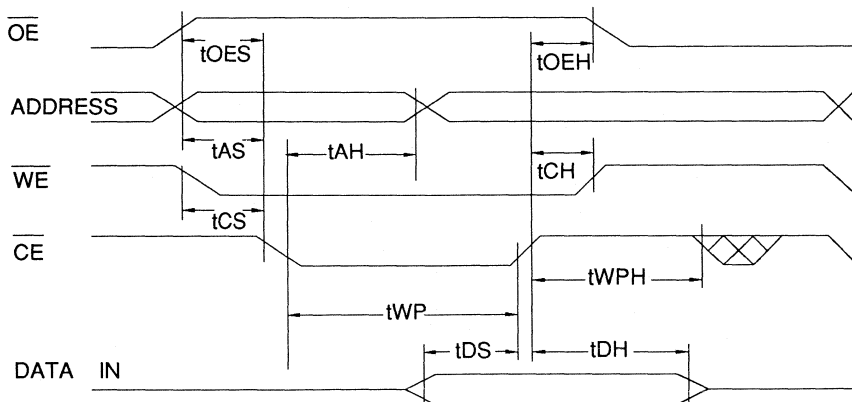 OE
tOES
tOEH
ADDRESS
tAS
tAH
WE
tCH
tCS
CE
tWPH
tWP
tDS
tDH
DATA IN